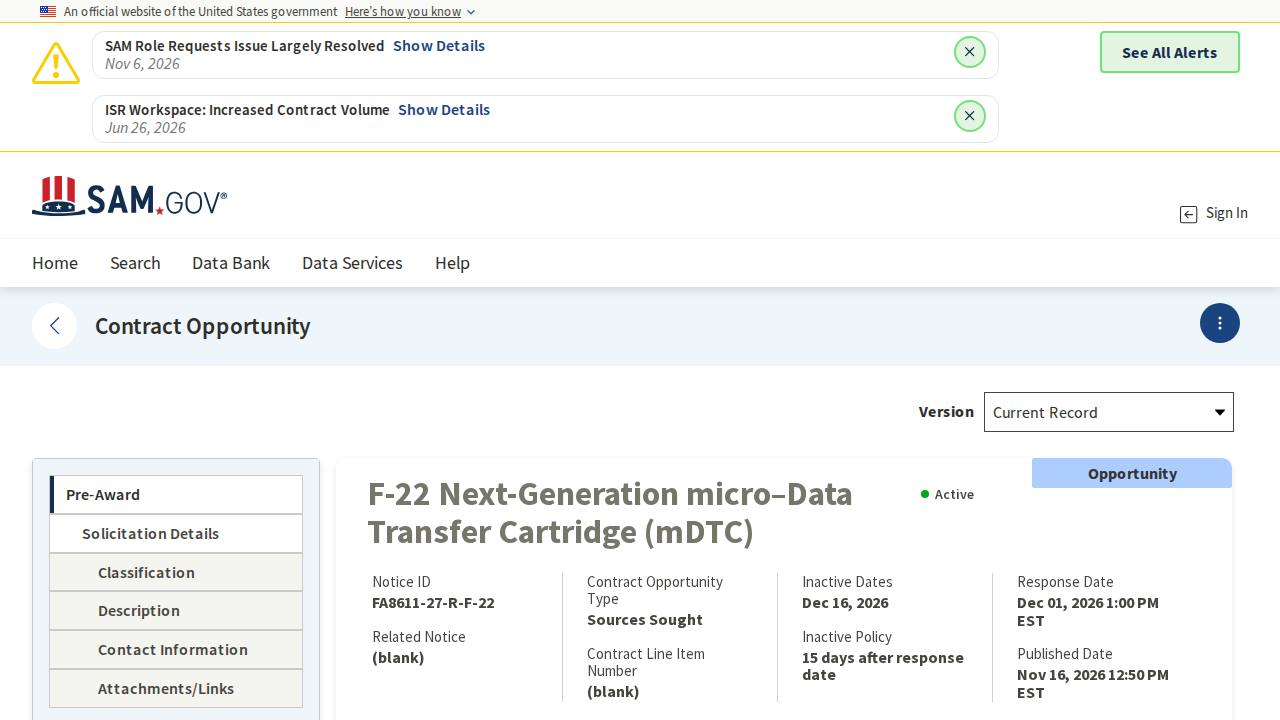 An official website of the United States government Here's how you know
SAM Role Requests Issue Largely Resolved Show Details
Nov 6, 2026
See All Alerts
ISR Workspace: Increased Contract Volume Show Details
Jun 26, 2026
SAM.GOV®
Sign In
Home Search Data Bank Data Services Help
Contract Opportunity
Version Current Record
Pre-Award
Solicitation Details
Classification
Description
Contact Information
Attachments/Links
Opportunity
F-22 Next-Generation micro–Data
Transfer Cartridge (mDTC)
Active
Notice ID
FA8611-27-R-F-22
Related Notice
(blank)
Contract Opportunity
Type
Sources Sought
Contract Line Item
Number
(blank)
Inactive Dates
Dec 16, 2026
Inactive Policy
15 days after response
date
Response Date
Dec 01, 2026 1:00 PM
EST
Published Date
Nov 16, 2026 12:50 PM
EST